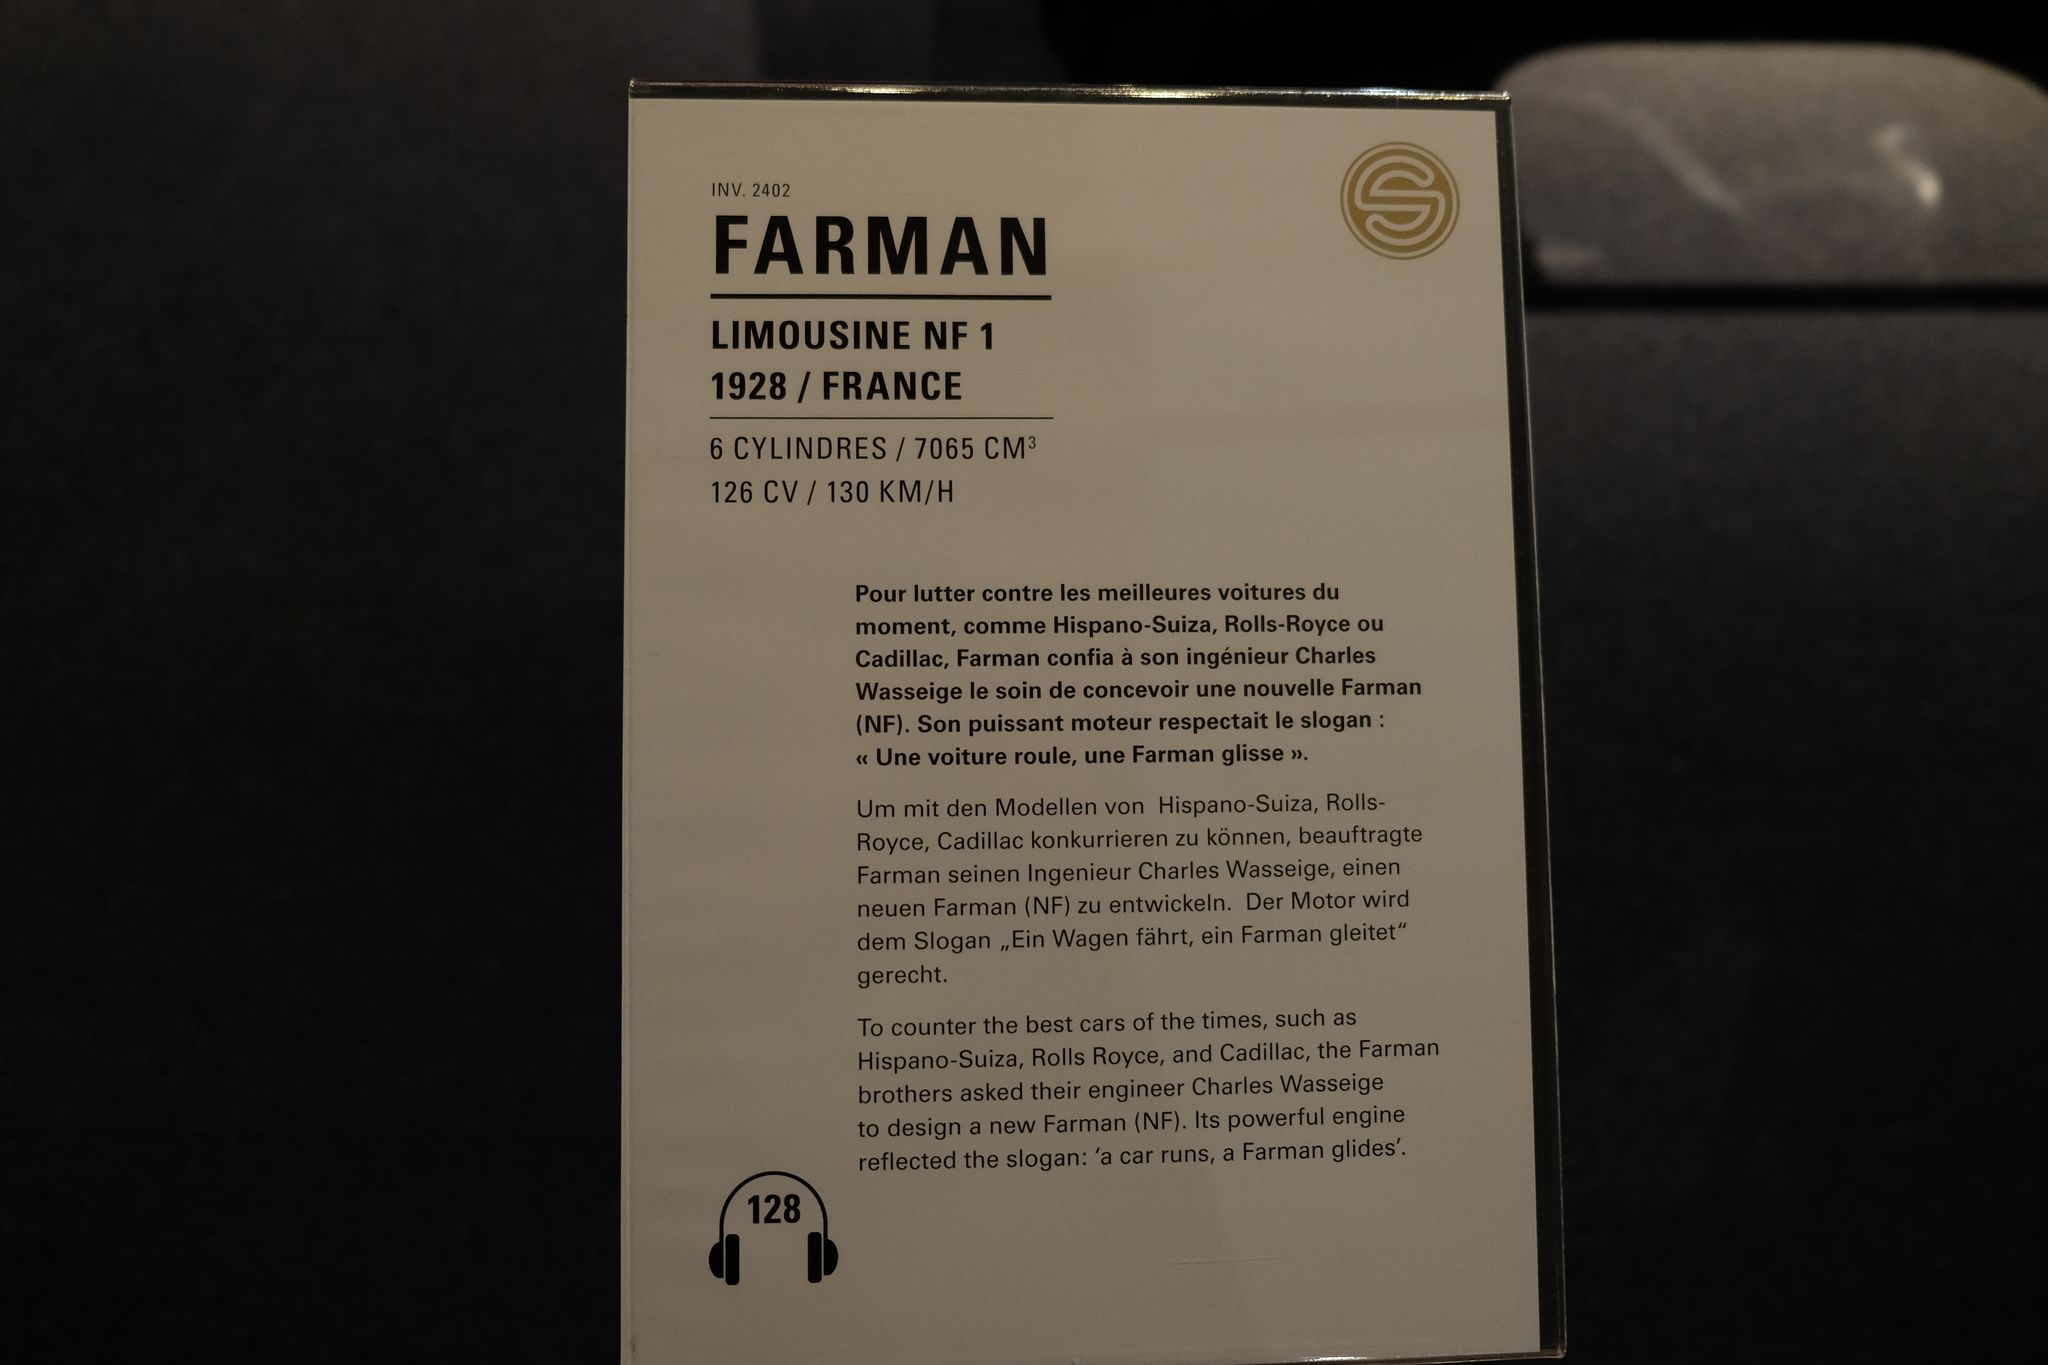 INV. 2402
FARMAN
LIMOUSINE NF 1
1928 / FRANCE
6 CYLINDRES / 7065 CM³
126 CV / 130 KM/H
Pour lutter contre les meilleures voitures du
moment, comme Hispano-Suiza, Rolls-Royce ou
Cadillac, Farman confia à son ingénieur Charles
Wasseige le soin de concevoir une nouvelle Farman
(NF). Son puissant moteur respectait le slogan :
« Une voiture roule, une Farman glisse ».
Um mit den Modellen von  Hispano-Suiza, Rolls-
Royce, Cadillac konkurrieren zu können, beauftragte
Farman seinen Ingenieur Charles Wasseige, einen
neuen Farman (NF) zu entwickeln.  Der Motor wird
dem Slogan „Ein Wagen fährt, ein Farman gleitet“
gerecht.
To counter the best cars of the times, such as
Hispano-Suiza, Rolls Royce, and Cadillac, the Farman
brothers asked their engineer Charles Wasseige
to design a new Farman (NF). Its powerful engine
reflected the slogan: ‘a car runs, a Farman glides’.
128